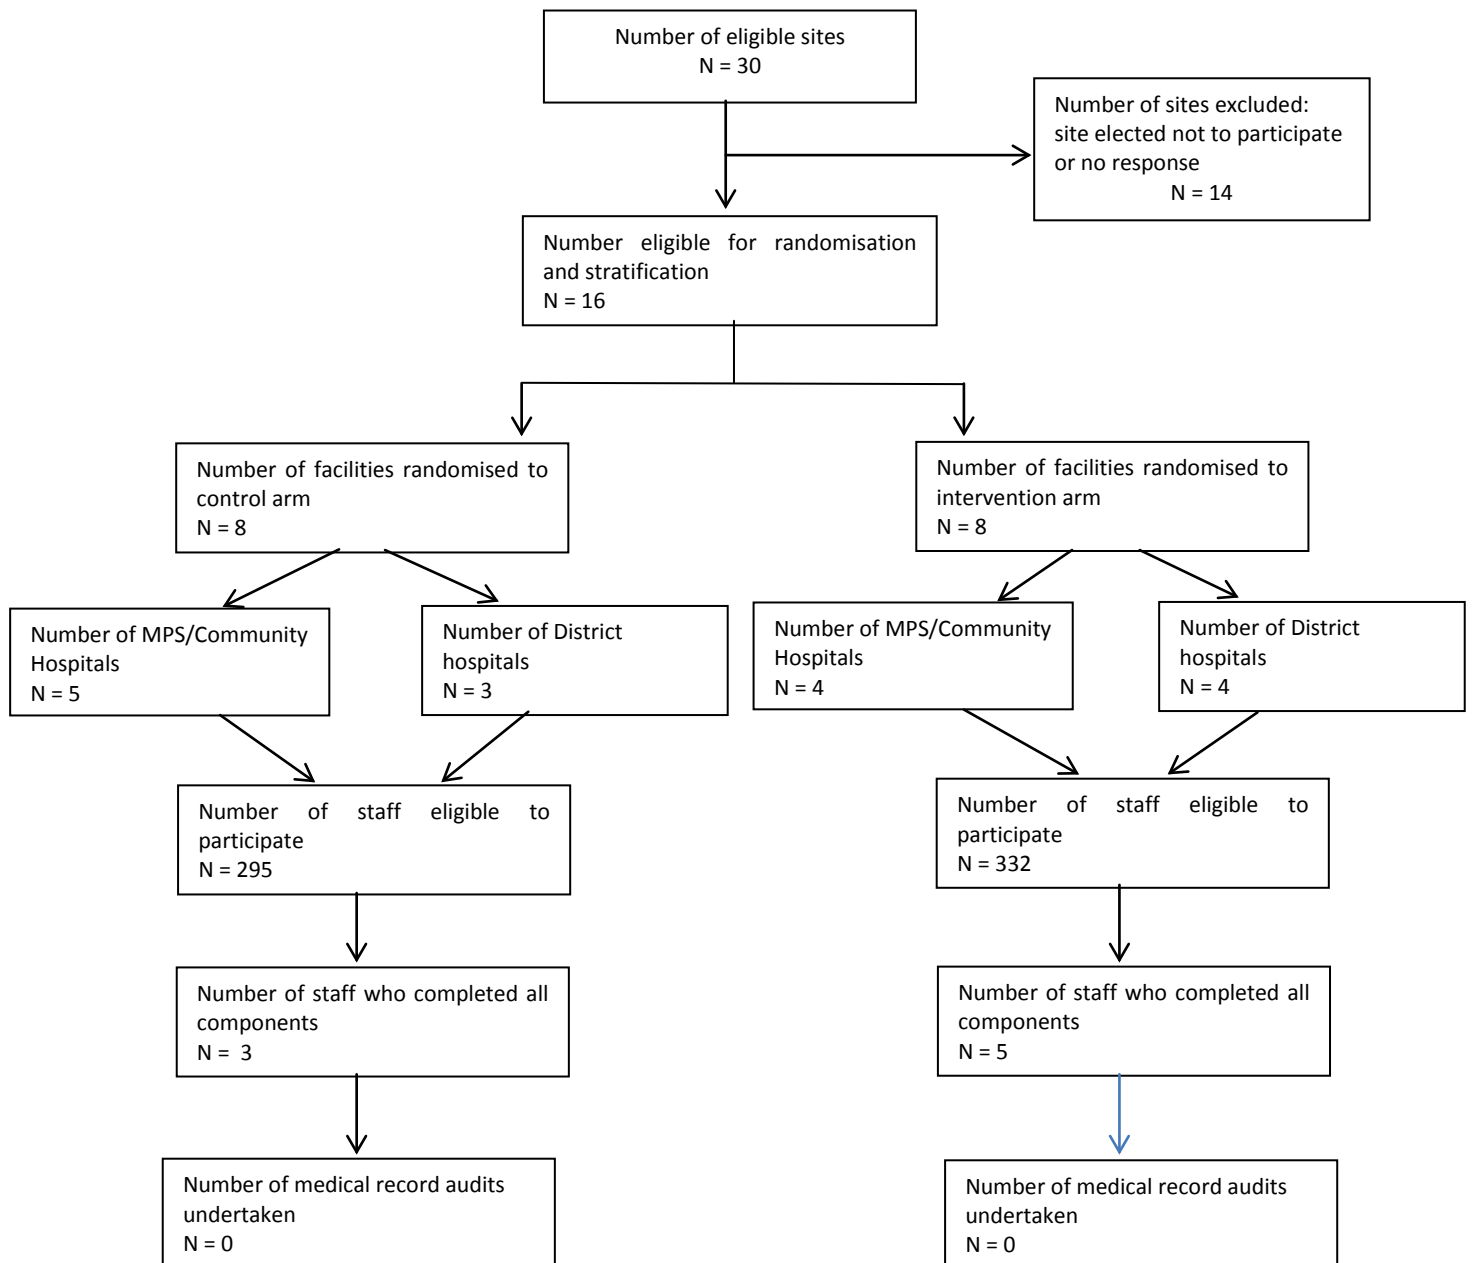 Number of eligible sites
N = 30
Number of sites excluded:
site elected not to participate
or no response
N = 14
Number eligible for randomisation
and stratification
N = 16
Number of facilities randomised to
control arm
N = 8
Number of facilities randomised to
intervention arm
N = 8
Number of MPS/Community
Hospitals
N = 5
Number of District
hospitals
N = 3
Number of MPS/Community
Hospitals
N = 4
Number of District
hospitals
N = 4
Number of staff eligible to
participate
N = 295
Number of staff eligible to
participate
N = 332
Number of staff who completed all
components
N = 3
Number of staff who completed all
components
N = 5
Number of medical record audits
undertaken
N = 0
Number of medical record audits
undertaken
N = 0